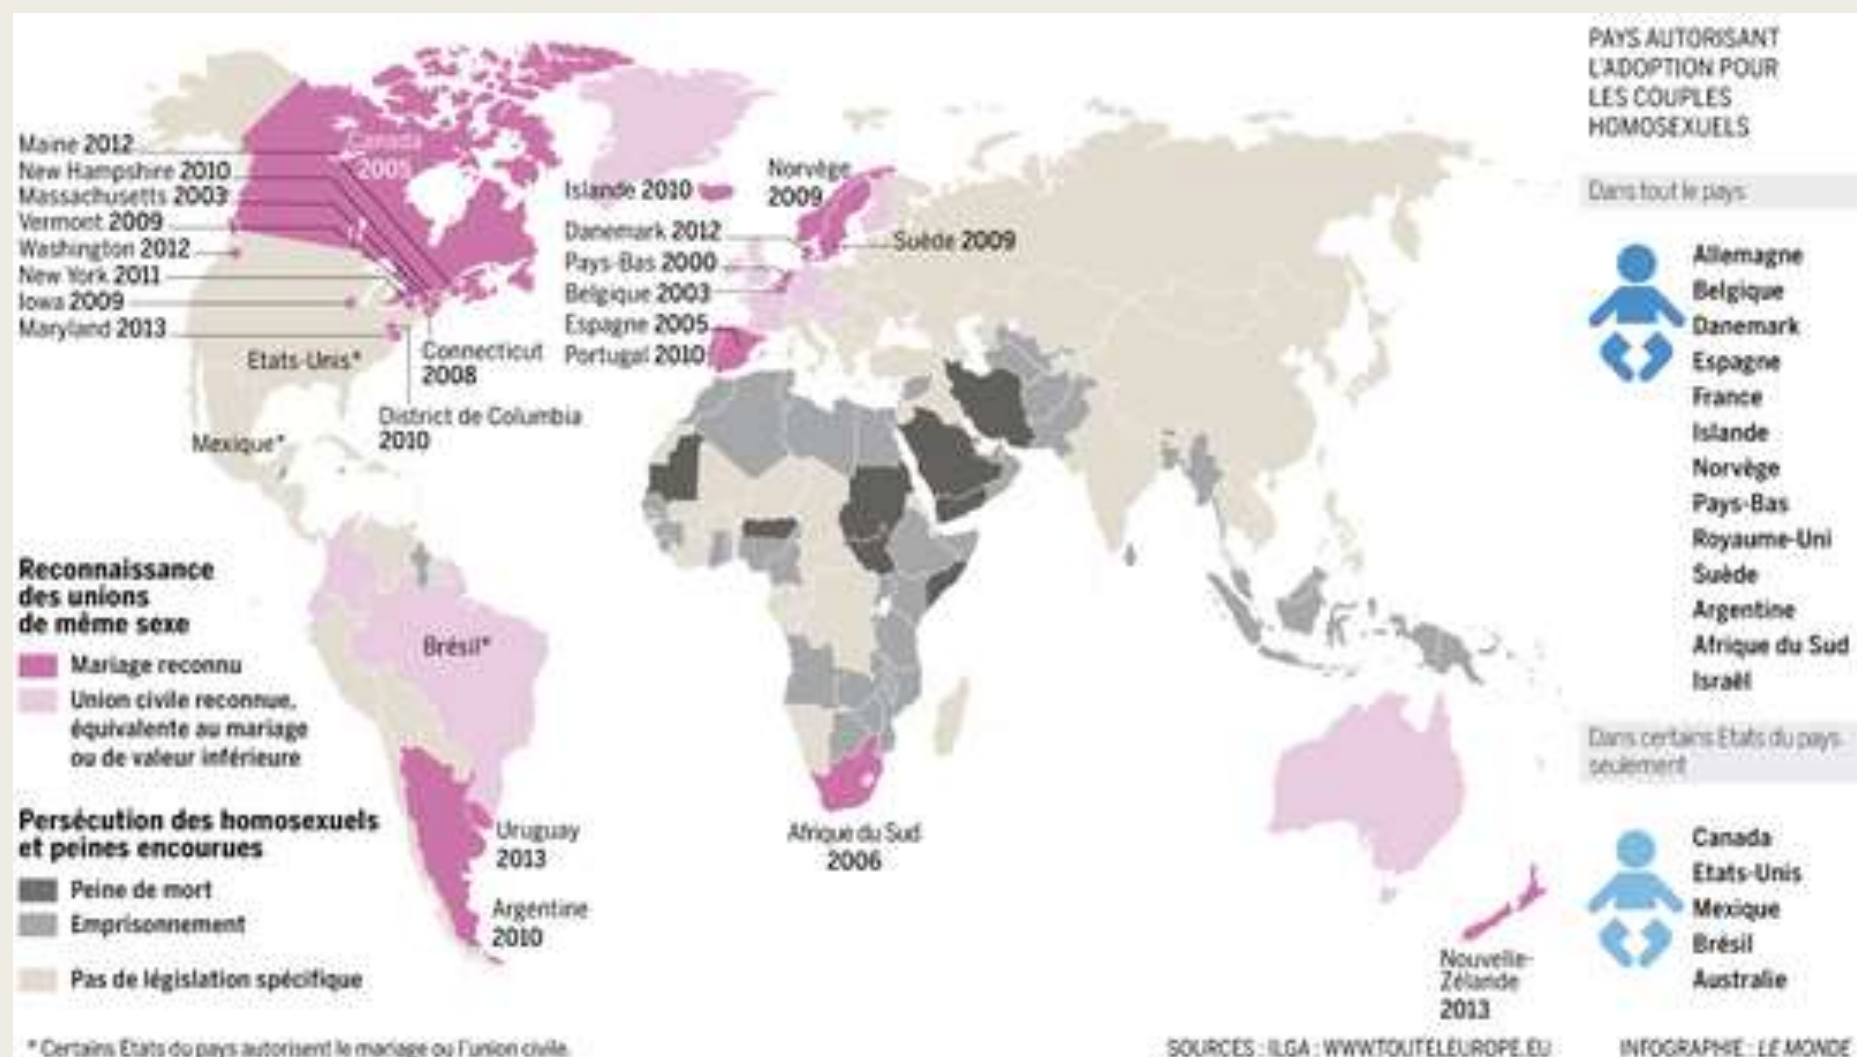 Maine 2012
New Hampshire 2010
Massachusetts 2003
Vermont 2009
Washington 2012
New York 2011
Iowa 2009
Maryland 2013
Canada
2005
Etats-Unis*
Connecticut
2008
District de Columbia
2010
Mexique*
Islande 2010
Norvège
2009
Danemark 2012
Suède 2009
Pays-Bas 2000
Belgique 2003
Espagne 2005
Portugal 2010
Brésil*
Uruguay
2013
Argentine
2010
Afrique du Sud
2006
Nouvelle-
Zélande
2013
Reconnaissance
des unions
de même sexe
Mariage reconnu
Union civile reconnue,
équivalente au mariage
ou de valeur inférieure
Persécution des homosexuels
et peines encourues
Peine de mort
Emprisonnement
Pas de législation spécifique
* Certains Etats du pays autorisent le mariage ou l'union civile.
PAYS AUTORISANT
L'ADOPTION POUR
LES COUPLES
HOMOSEXUELS
Dans tout le pays
Allemagne
Belgique
Danemark
Espagne
France
Islande
Norvège
Pays-Bas
Royaume-Uni
Suède
Argentine
Afrique du Sud
Israël
Dans certains Etats du pays
seulement
Canada
Etats-Unis
Mexique
Brésil
Australie
SOURCES : ILGA ; WWW.TOUTELEUROPE.EU
INFOGRAPHIE : LE MONDE